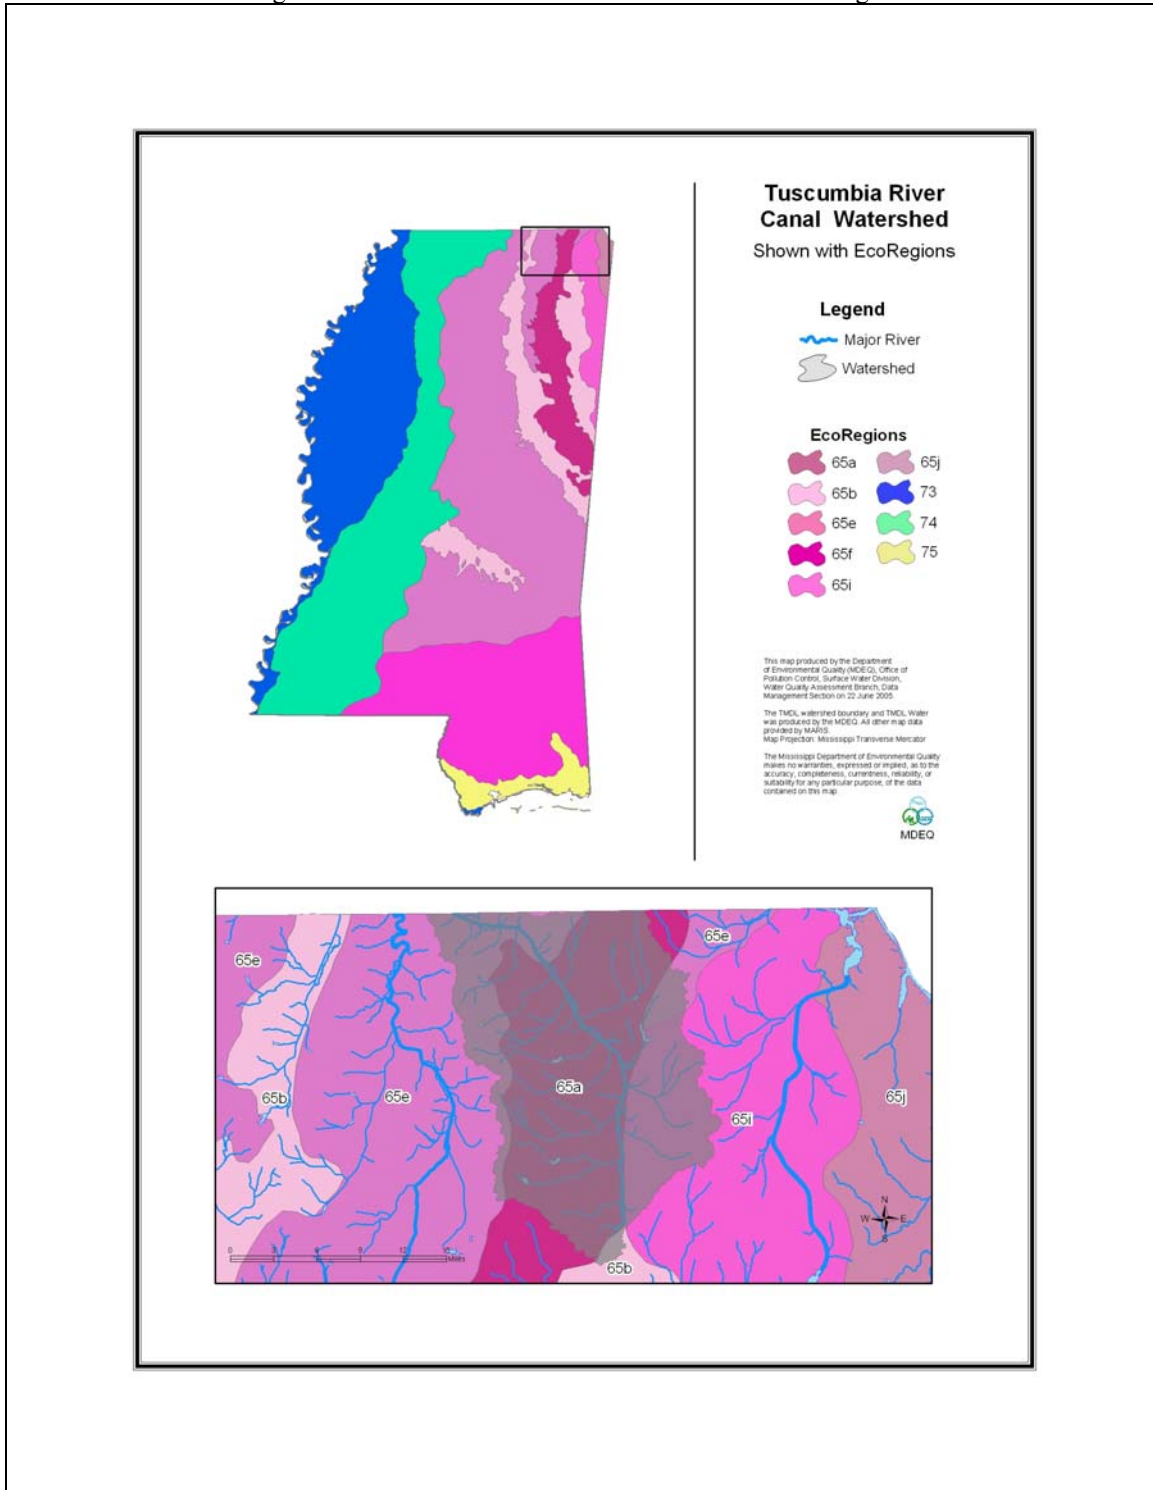 Tuscumbia River
Canal Watershed
Shown with EcoRegions
Legend
Major River
Watershed
EcoRegions
65a
65j
65b
73
65e
74
65f
75
65i
This map produced by the Department
of Environmental Quality (MDEQ), Office of
Pollution Control, Surface Water Division,
Water Quality Assessment Branch, Data
Management Section on 22 June 2005.
The TMDL watershed boundary and TMDL Water
was produced by the MDEQ. All other map data
provided by MARIS.
Map Projection: Mississippi Transverse Mercator
The Mississippi Department of Environmental Quality
makes no warranties, expressed or implied, as to the
accuracy, completeness, currentness, reliability, or
suitability for any particular purpose, of the data
contained on this map.
MDEQ
65e
65e
65a
65b
65e
65j
65i
N
W E
S
0 3 6 9 12 15
Miles
65b